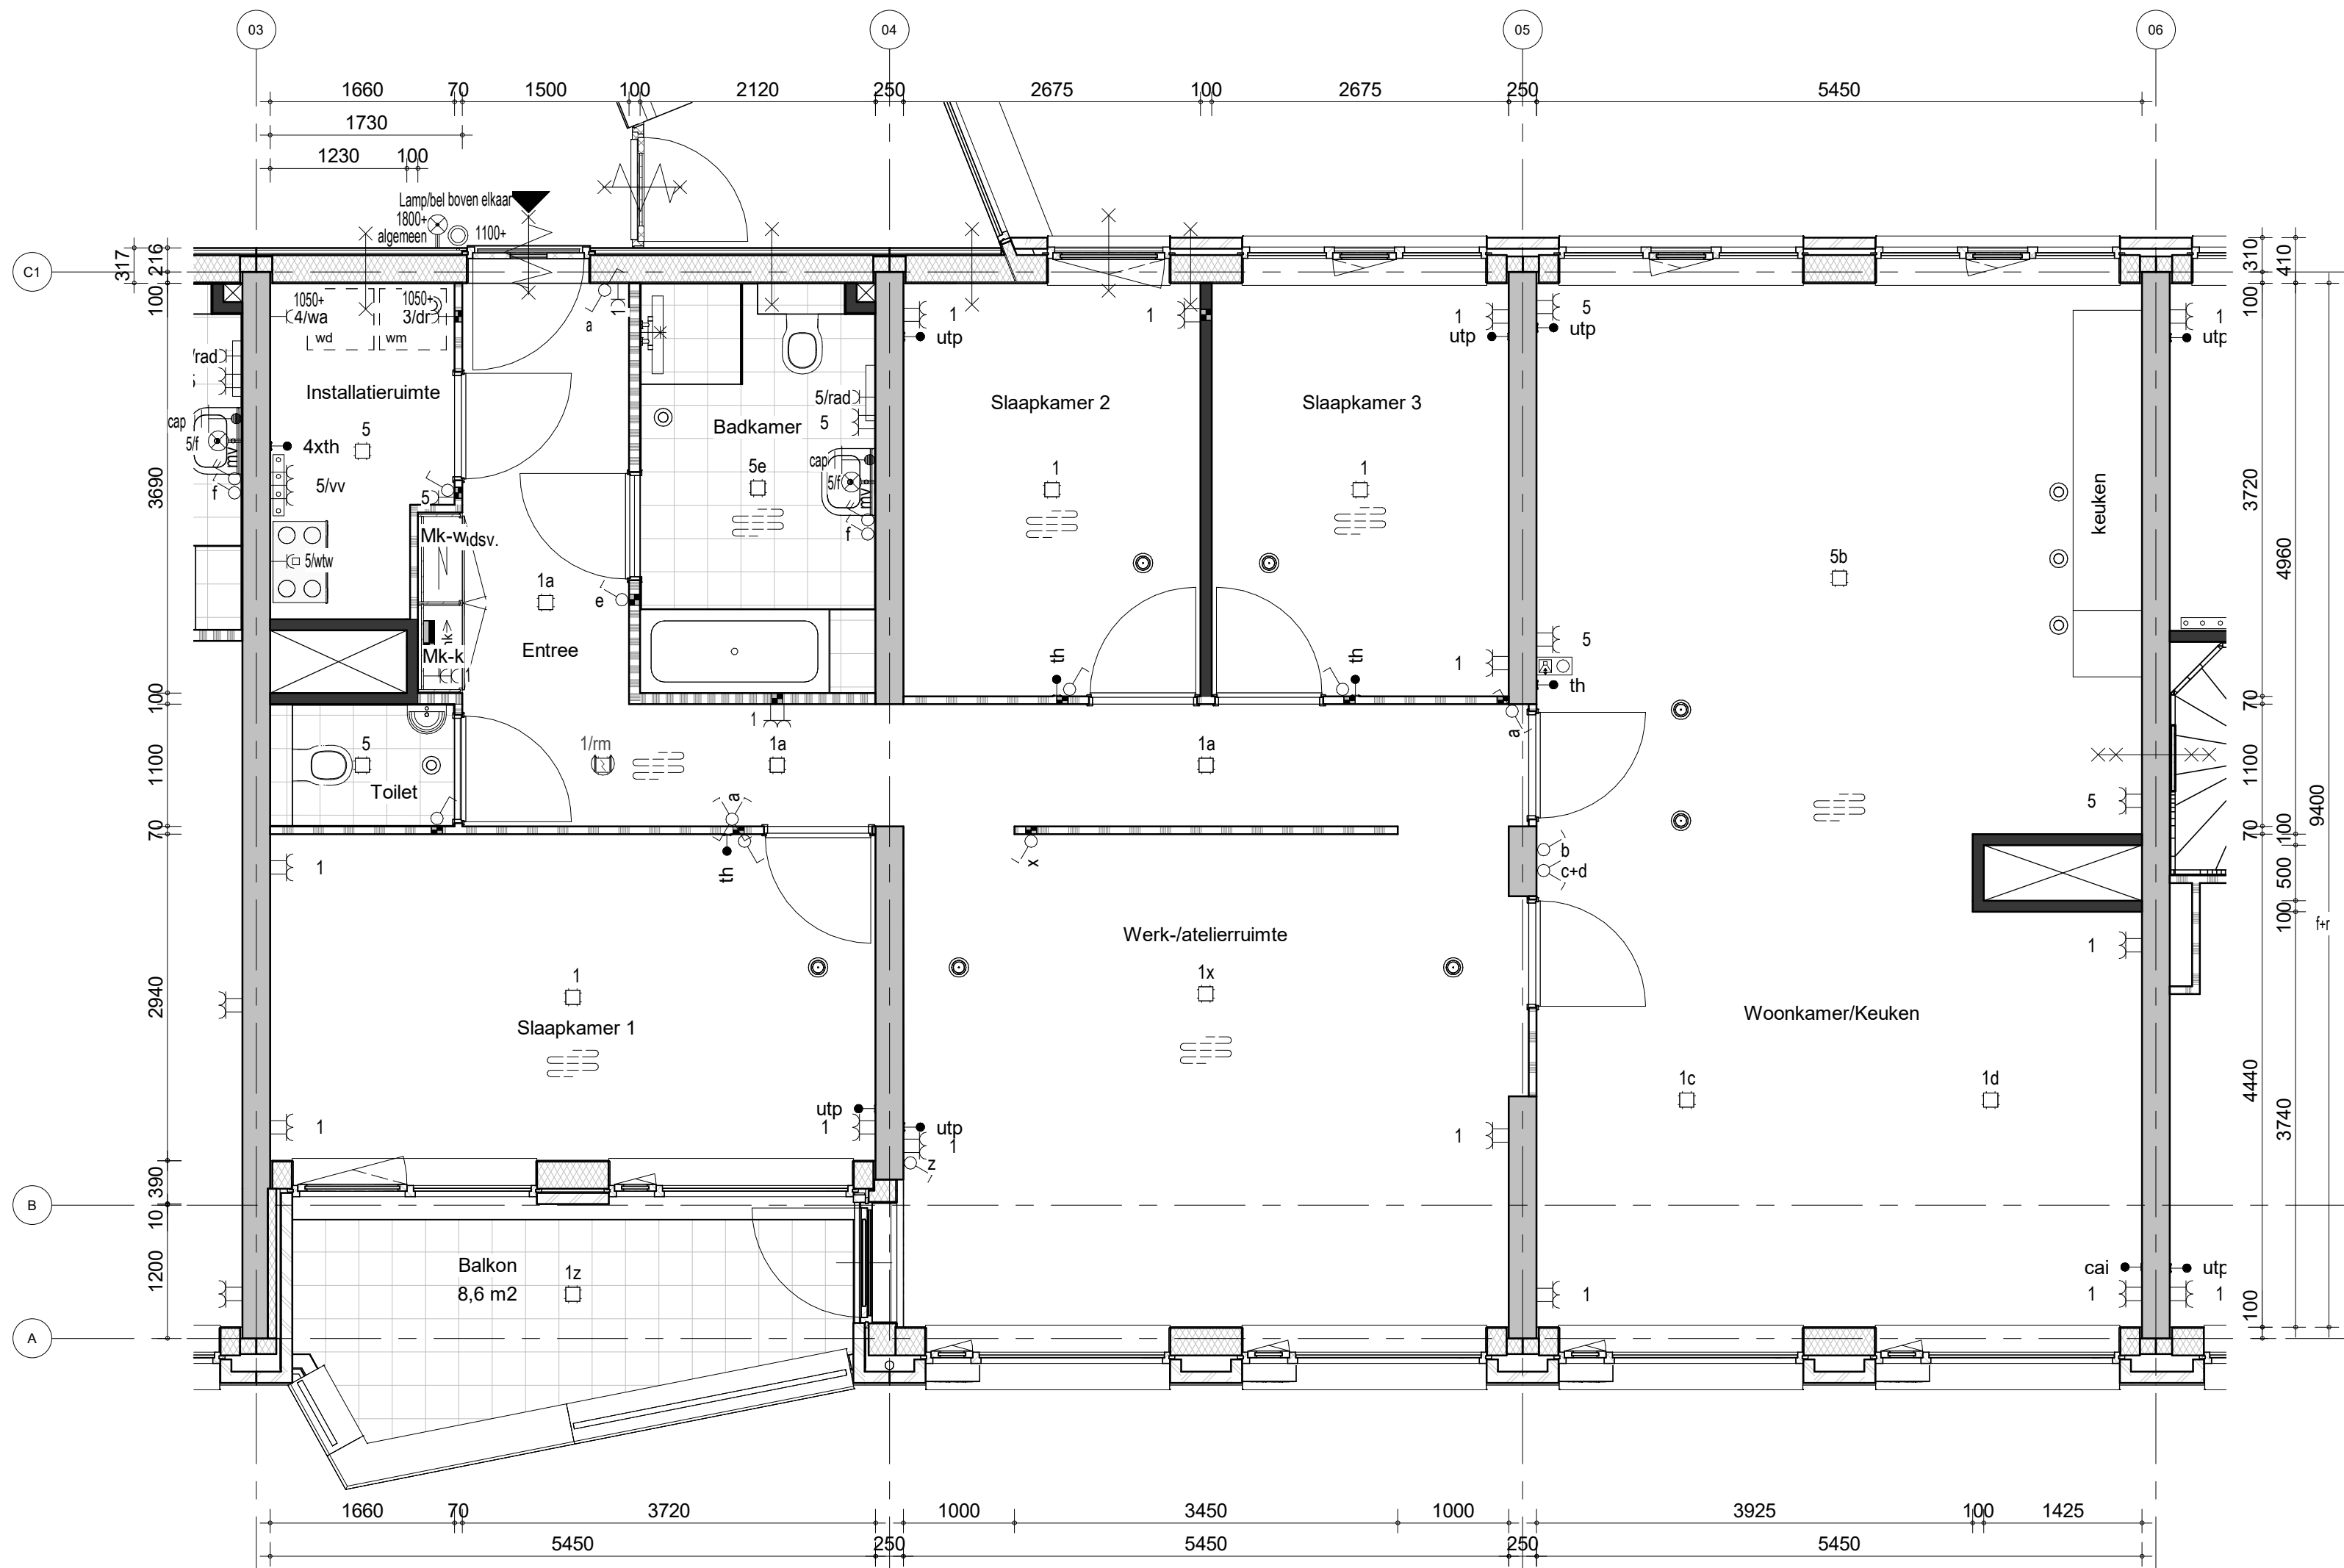 03
04
05
06
1660
70
1500
100
2120
250
2675
100
2675
250
5450
1730
1230
100
Lamp/bel boven elkaar
1800+
algemeen
1100+
C1
317
216
100
310
410
100
1050+
4/wa
1050+
3/dr
wd
wm
a
1
1
utp
1
1
utp
5
utp
1
utp
/rad
Installatieruimte
5/rad
5
Badkamer
Slaapkamer 2
Slaapkamer 3
cap
5/f
mv
f
5
4xth
5/vv
5
3690
5e
cap
5/f
mv
f
1
1
keuken
3720
4960
Mk-w
dsv.
5/wtw
5b
1a
e
Entree
Mk-k
1
th
th
1
5
th
100
70
1
1/rm
1a
1a
a
5
Toilet
1100
a
5
1100
9400
70
th
x
b
c+d
70
100
500
100
1
1
f+r
Werk-/atelierruimte
1
1x
2940
Slaapkamer 1
Woonkamer/Keuken
1c
1d
4440
3740
utp
1
1
utp
1
z
1
390
10
B
1200
Balkon
8,6 m2
1z
1
cai
1
utp
1
100
A
1660
70
3720
1000
3450
1000
3925
100
1425
5450
250
5450
250
5450